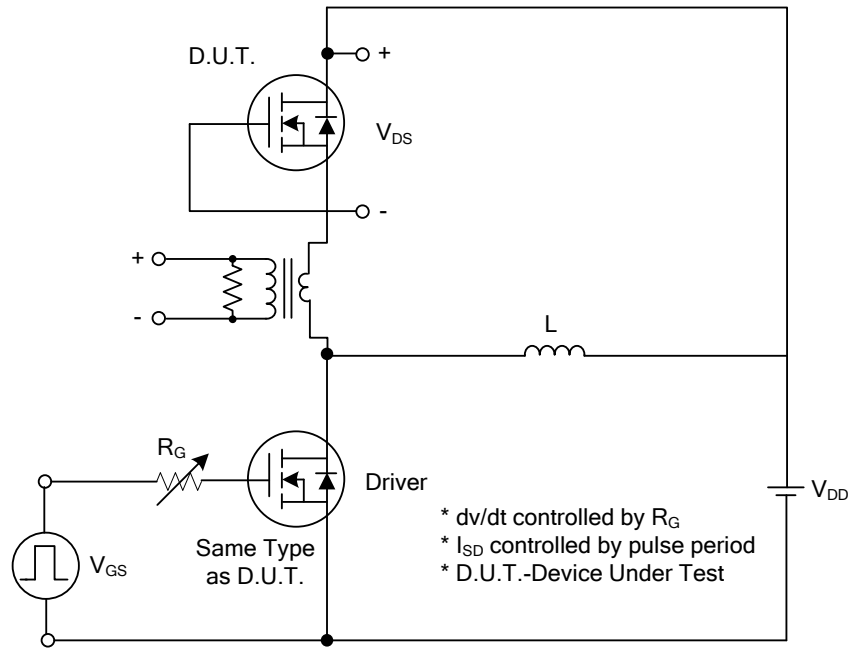 D.U.T.
+
V_DS
-
+
-
L
R_G
Driver
V_DD
V_GS
Same Type
as D.U.T.
* dv/dt controlled by R_G
* I_SD controlled by pulse period
* D.U.T.-Device Under Test